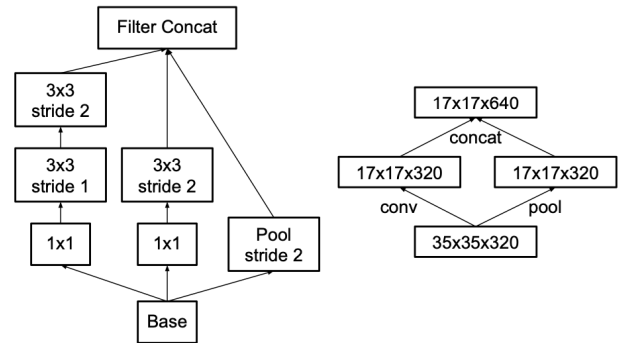 Filter Concat
3x3
stride 2
3x3
stride 1
3x3
stride 2
1x1
1x1
Pool
stride 2
Base
17x17x640
concat
17x17x320
17x17x320
conv
pool
35x35x320